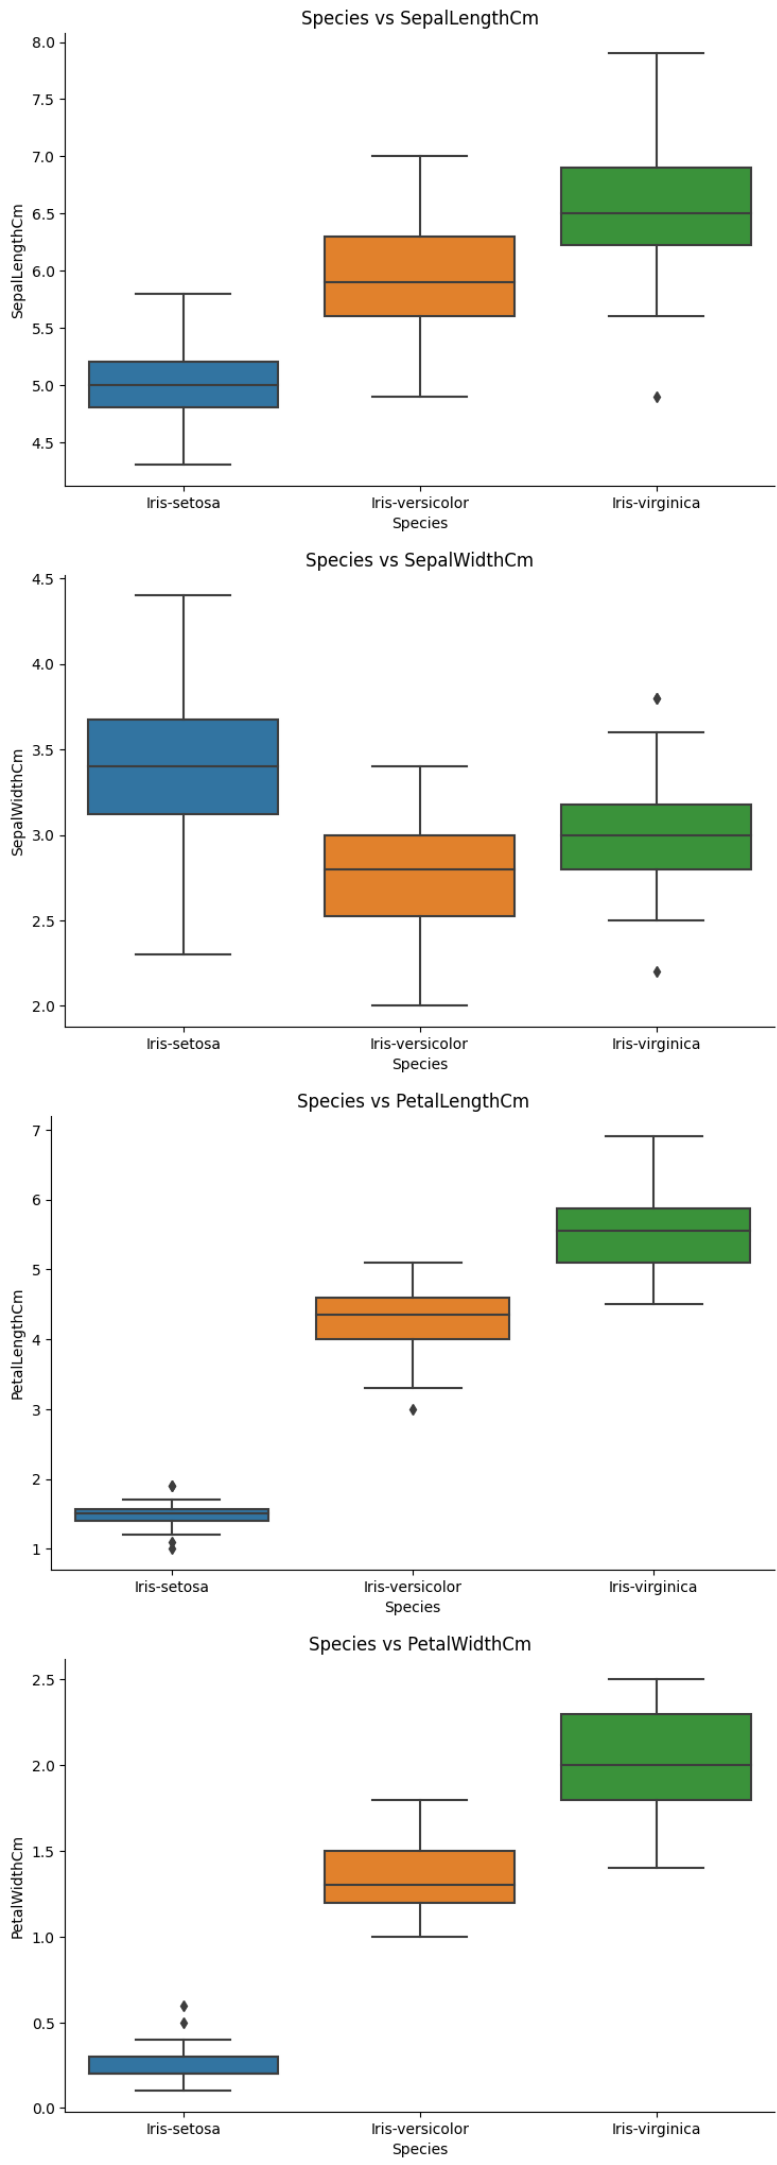 Species vs SepalLengthCm
8.0
7.5
7.0
6.5
6.0
5.5
5.0
4.5
SepalLengthCm
Iris-setosa Iris-versicolor Iris-virginica
Species
Species vs SepalWidthCm
4.5
4.0
3.5
3.0
2.5
2.0
SepalWidthCm
Iris-setosa Iris-versicolor Iris-virginica
Species
Species vs PetalLengthCm
7
6
5
4
3
2
1
PetalLengthCm
Iris-setosa Iris-versicolor Iris-virginica
Species
Species vs PetalWidthCm
2.5
2.0
1.5
1.0
0.5
0.0
PetalWidthCm
Iris-setosa Iris-versicolor Iris-virginica
Species